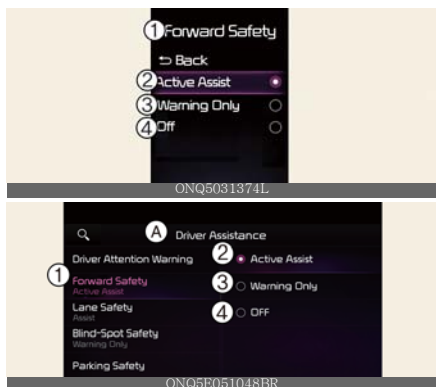 ① Forward Safety
Back
② Active Assist
③ Warning Only
④ Off
ONQ5031374L
Ⓐ Driver Assistance
Driver Attention Warning
② Active Assist
① Forward Safety
Active Assist
③ Warning Only
Lane Safety
Assist
④ OFF
Blind-Spot Safety
Warning Only
Parking Safety
ONQ5E051048BR